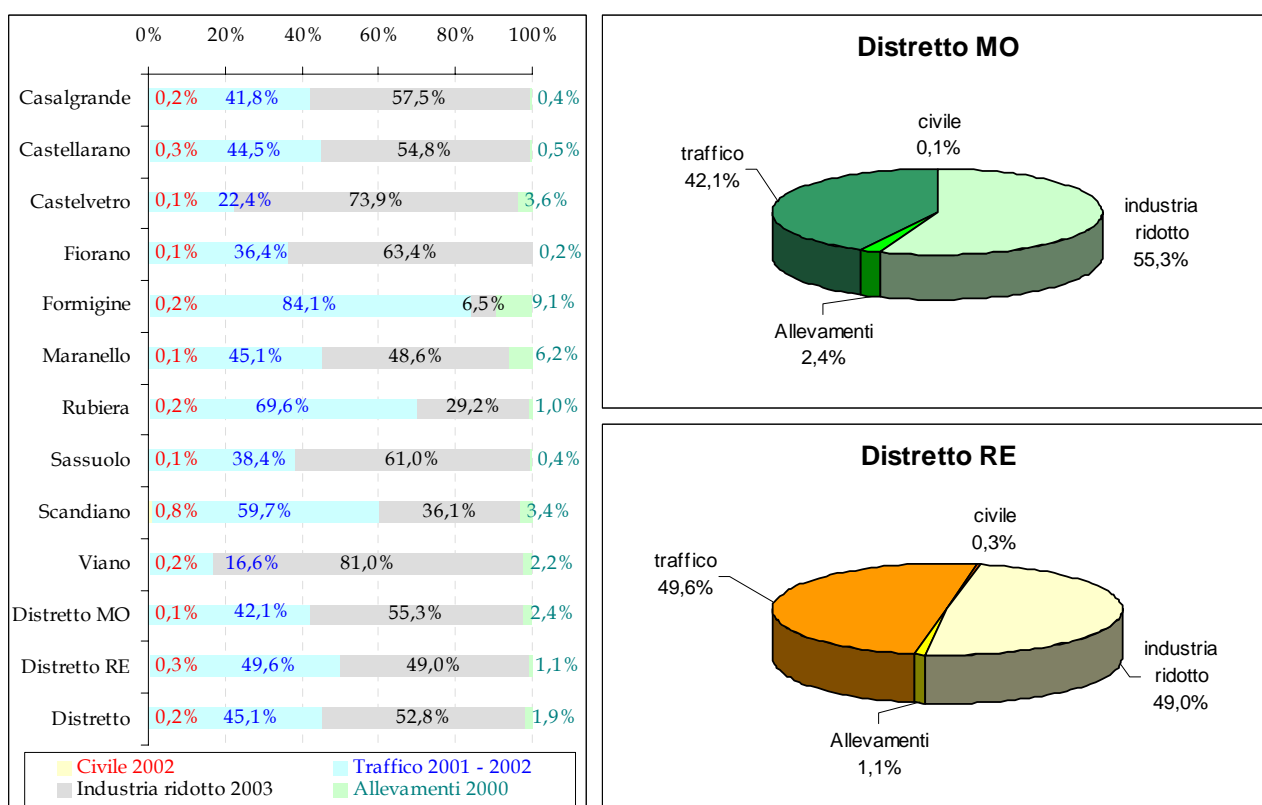 0% 20% 40% 60% 80% 100%
Casalgrande 0,2% 41,8% 57,5% 0,4%
Castellarano 0,3% 44,5% 54,8% 0,5%
Castelvetro 0,1% 22,4% 73,9% 3,6%
Fiorano 0,1% 36,4% 63,4% 0,2%
Formigine 0,2% 84,1% 6,5% 9,1%
Maranello 0,1% 45,1% 48,6% 6,2%
Rubiera 0,2% 69,6% 29,2% 1,0%
Sassuolo 0,1% 38,4% 61,0% 0,4%
Scandiano 0,8% 59,7% 36,1% 3,4%
Viano 0,2% 16,6% 81,0% 2,2%
Distretto MO 0,1% 42,1% 55,3% 2,4%
Distretto RE 0,3% 49,6% 49,0% 1,1%
Distretto 0,2% 45,1% 52,8% 1,9%
Civile 2002 Traffico 2001 - 2002
Industria ridotto 2003 Allevamenti 2000
Distretto MO
civile
0,1%
traffico
42,1%
industria
ridotto
55,3%
Allevamenti
2,4%
Distretto RE
civile
0,3%
traffico
49,6%
industria
ridotto
49,0%
Allevamenti
1,1%